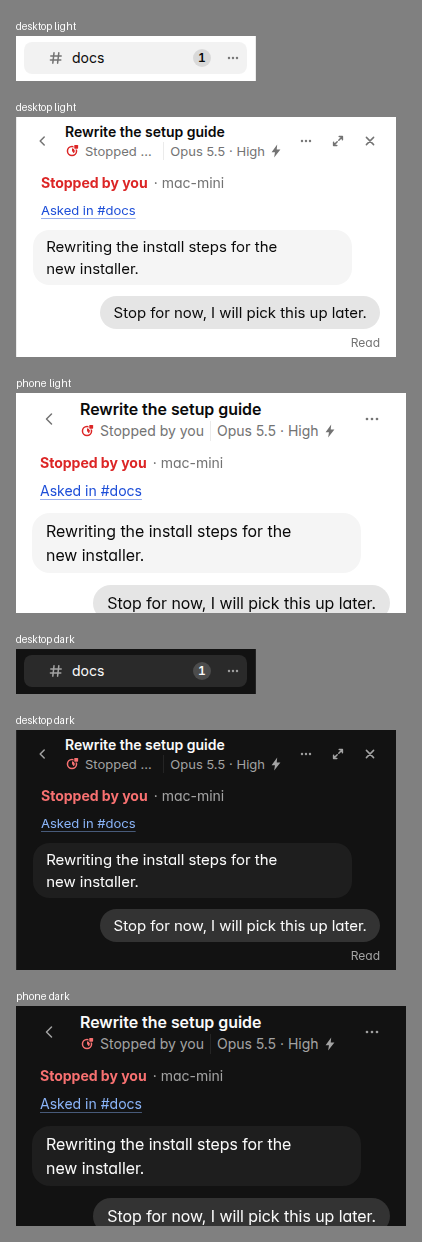 desktop light
# docs 1 ...
desktop light
Rewrite the setup guide
Stopped ... Opus 5.5 · High
Stopped by you · mac-mini
Asked in #docs
Rewriting the install steps for the
new installer.
Stop for now, I will pick this up later.
Read
phone light
Rewrite the setup guide
Stopped by you Opus 5.5 · High
Stopped by you · mac-mini
Asked in #docs
Rewriting the install steps for the
new installer.
Stop for now, I will pick this up later.
desktop dark
# docs 1 ...
desktop dark
Rewrite the setup guide
Stopped ... Opus 5.5 · High
Stopped by you · mac-mini
Asked in #docs
Rewriting the install steps for the
new installer.
Stop for now, I will pick this up later.
Read
phone dark
Rewrite the setup guide
Stopped by you Opus 5.5 · High
Stopped by you · mac-mini
Asked in #docs
Rewriting the install steps for the
new installer.
Stop for now, I will pick this up later.